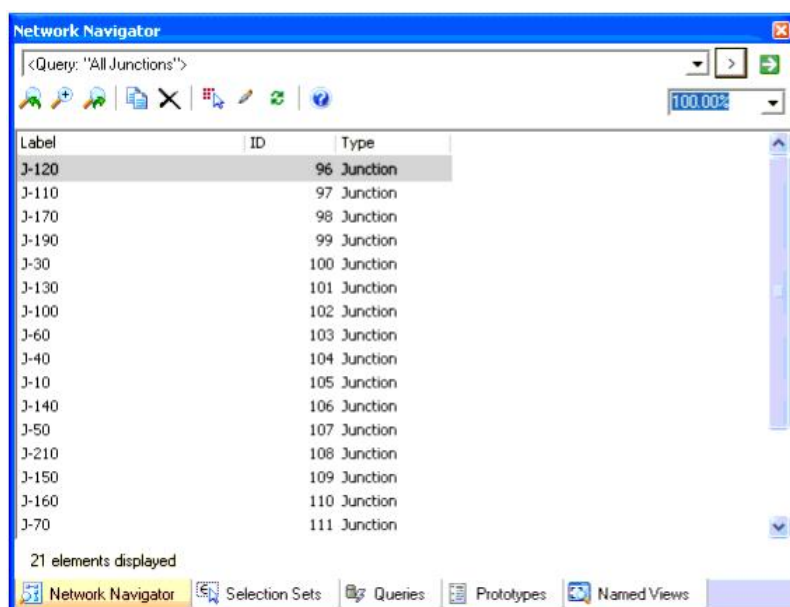 Network Navigator
<Query: "All Junctions">
>
100.00%
Label ID Type
J-120 96 Junction
J-110 97 Junction
J-170 98 Junction
J-190 99 Junction
J-30 100 Junction
J-130 101 Junction
J-100 102 Junction
J-60 103 Junction
J-40 104 Junction
J-10 105 Junction
J-140 106 Junction
J-50 107 Junction
J-210 108 Junction
J-150 109 Junction
J-160 110 Junction
J-70 111 Junction
21 elements displayed
Network Navigator Selection Sets Queries Prototypes Named Views